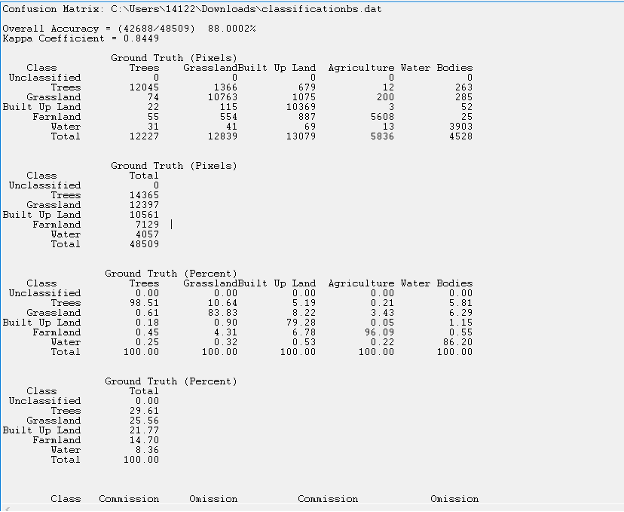 Confusion Matrix: C:\Users\14122\Downloads\classificationbs.dat
Overall Accuracy = (42688/48509) 88.0002%
Kappa Coefficient = 0.8449
Ground Truth (Pixels)
Class Trees GrasslandBuilt Up Land Agriculture Water Bodies
Unclassified 0 0 0 0 0
Trees 12045 1366 679 12 263
Grassland 74 10763 1075 200 285
Built Up Land 22 115 10369 3 52
Farmland 55 554 887 5608 25
Water 31 41 69 13 3903
Total 12227 12839 13079 5836 4528
Ground Truth (Pixels)
Class Total
Unclassified 0
Trees 14365
Grassland 12397
Built Up Land 10561
Farmland 7129
Water 4057
Total 48509
Ground Truth (Percent)
Class Trees GrasslandBuilt Up Land Agriculture Water Bodies
Unclassified 0.00 0.00 0.00 0.00 0.00
Trees 98.51 10.64 5.19 0.21 5.81
Grassland 0.61 83.83 8.22 3.43 6.29
Built Up Land 0.18 0.90 79.28 0.05 1.15
Farmland 0.45 4.31 6.78 96.09 0.55
Water 0.25 0.32 0.53 0.22 86.20
Total 100.00 100.00 100.00 100.00 100.00
Ground Truth (Percent)
Class Total
Unclassified 0.00
Trees 29.61
Grassland 25.56
Built Up Land 21.77
Farmland 14.70
Water 8.36
Total 100.00
Class Commission Omission Commission Omission